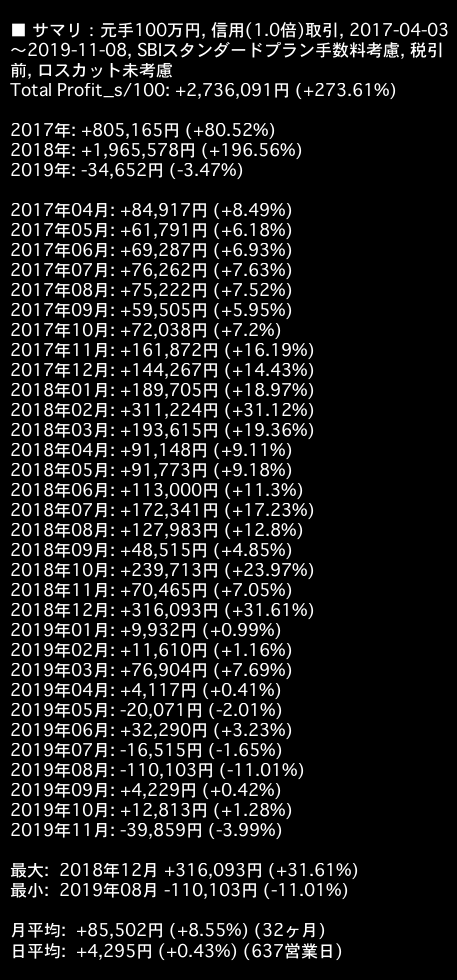 ■ サマリ：元手100万円, 信用(1.0倍)取引, 2017-04-03
～2019-11-08, SBIスタンダードプラン手数料考慮, 税引
前, ロスカット未考慮
Total Profit_s/100: +2,736,091円 (+273.61%)
2017年: +805,165円 (+80.52%)
2018年: +1,965,578円 (+196.56%)
2019年: -34,652円 (-3.47%)
2017年04月: +84,917円 (+8.49%)
2017年05月: +61,791円 (+6.18%)
2017年06月: +69,287円 (+6.93%)
2017年07月: +76,262円 (+7.63%)
2017年08月: +75,222円 (+7.52%)
2017年09月: +59,505円 (+5.95%)
2017年10月: +72,038円 (+7.2%)
2017年11月: +161,872円 (+16.19%)
2017年12月: +144,267円 (+14.43%)
2018年01月: +189,705円 (+18.97%)
2018年02月: +311,224円 (+31.12%)
2018年03月: +193,615円 (+19.36%)
2018年04月: +91,148円 (+9.11%)
2018年05月: +91,773円 (+9.18%)
2018年06月: +113,000円 (+11.3%)
2018年07月: +172,341円 (+17.23%)
2018年08月: +127,983円 (+12.8%)
2018年09月: +48,515円 (+4.85%)
2018年10月: +239,713円 (+23.97%)
2018年11月: +70,465円 (+7.05%)
2018年12月: +316,093円 (+31.61%)
2019年01月: +9,932円 (+0.99%)
2019年02月: +11,610円 (+1.16%)
2019年03月: +76,904円 (+7.69%)
2019年04月: +4,117円 (+0.41%)
2019年05月: -20,071円 (-2.01%)
2019年06月: +32,290円 (+3.23%)
2019年07月: -16,515円 (-1.65%)
2019年08月: -110,103円 (-11.01%)
2019年09月: +4,229円 (+0.42%)
2019年10月: +12,813円 (+1.28%)
2019年11月: -39,859円 (-3.99%)
最大: 2018年12月 +316,093円 (+31.61%)
最小: 2019年08月 -110,103円 (-11.01%)
月平均: +85,502円 (+8.55%) (32ヶ月)
日平均: +4,295円 (+0.43%) (637営業日)